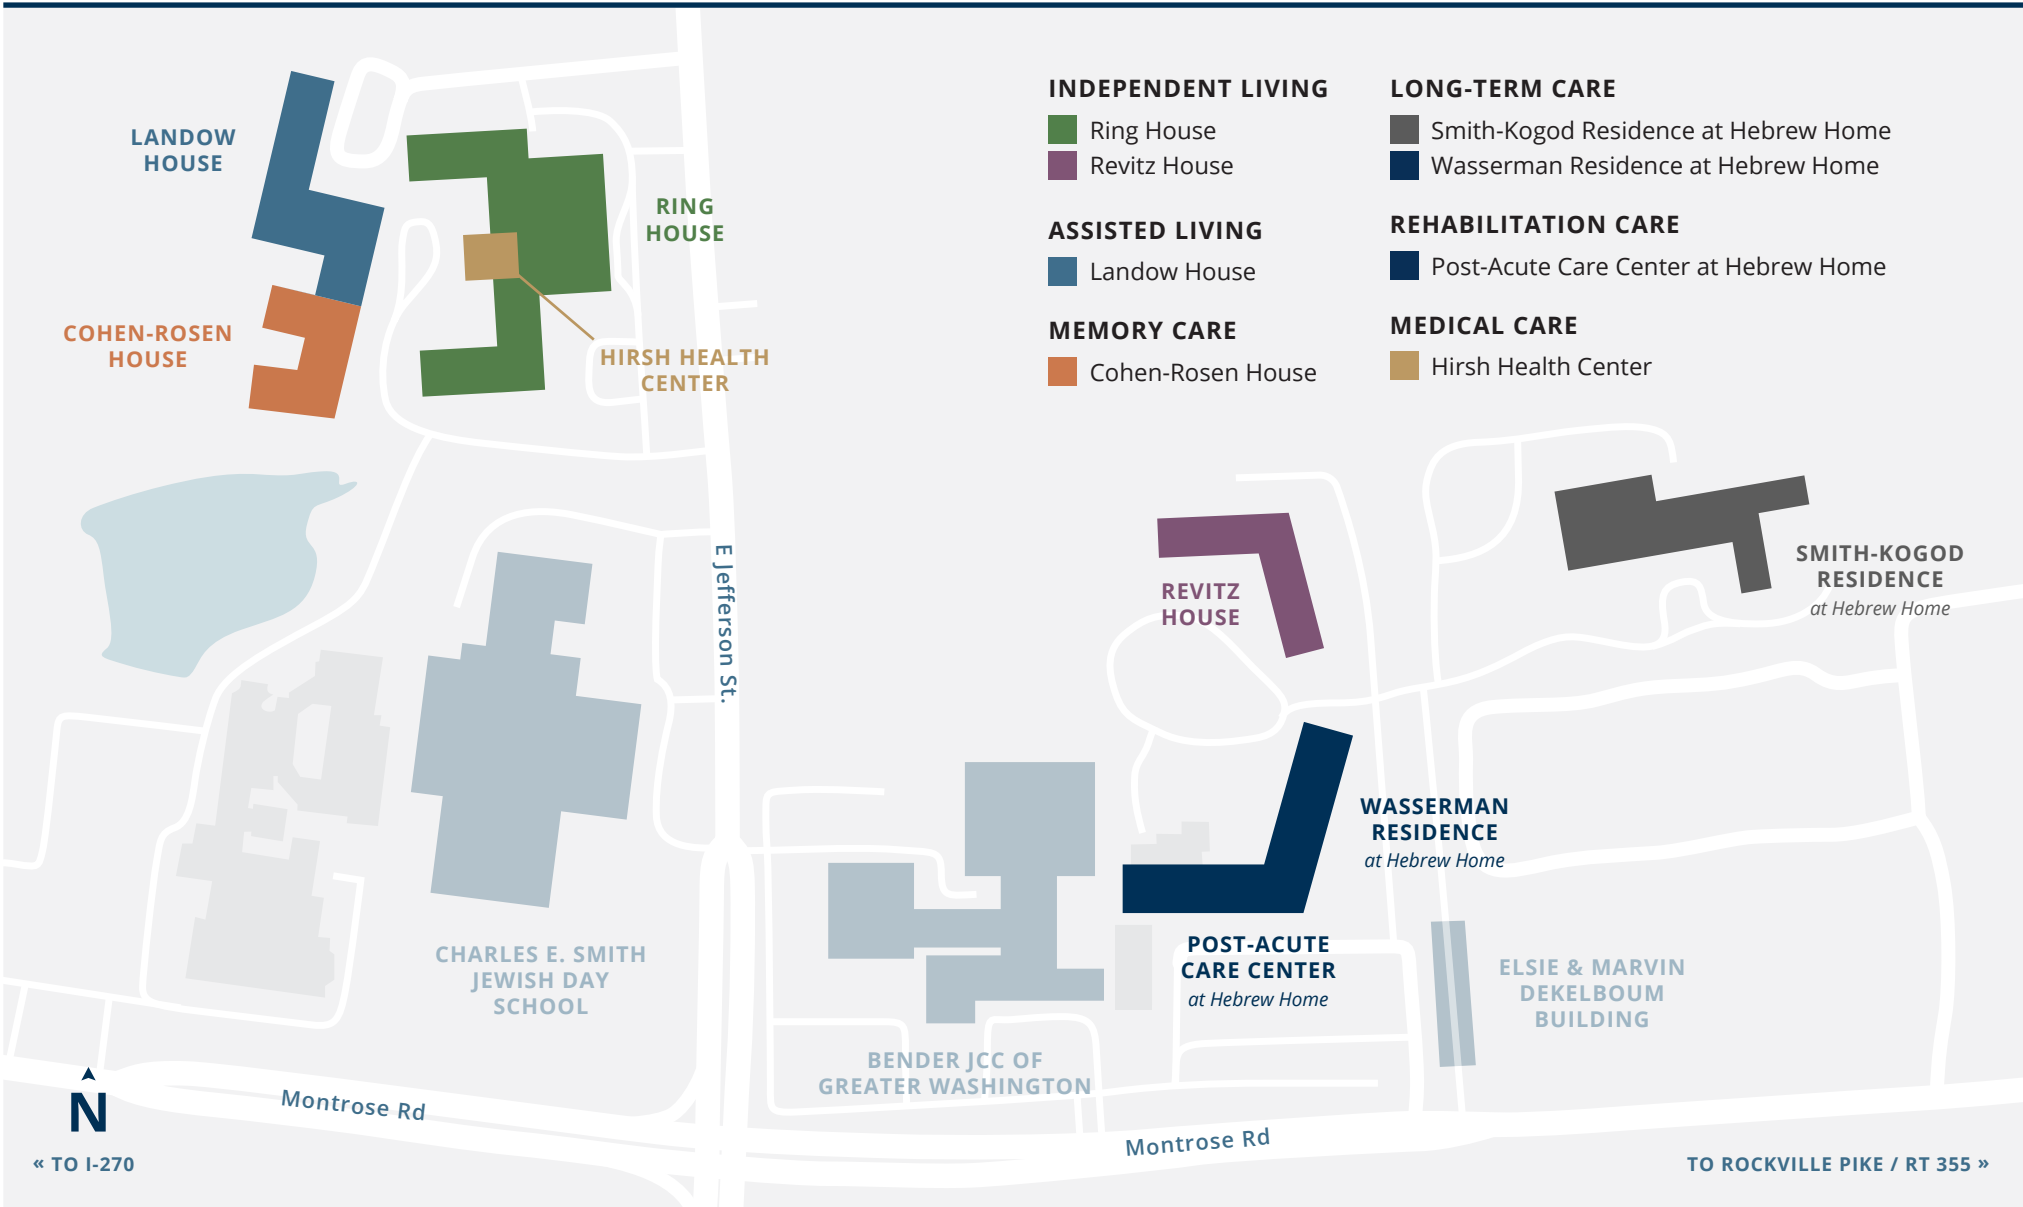 INDEPENDENT LIVING
Ring House
Revitz House
ASSISTED LIVING
Landow House
MEMORY CARE
Cohen-Rosen House
LONG-TERM CARE
Smith-Kogod Residence at Hebrew Home
Wasserman Residence at Hebrew Home
REHABILITATION CARE
Post-Acute Care Center at Hebrew Home
MEDICAL CARE
Hirsh Health Center
LANDOW
HOUSE
RING
HOUSE
COHEN-ROSEN
HOUSE
HIRSH HEALTH
CENTER
E Jefferson St.
REVITZ
HOUSE
SMITH-KOGOD
RESIDENCE
at Hebrew Home
WASSERMAN
RESIDENCE
at Hebrew Home
POST-ACUTE
CARE CENTER
at Hebrew Home
CHARLES E. SMITH
JEWISH DAY
SCHOOL
ELSIE & MARVIN
DEKELBOUM
BUILDING
BENDER JCC OF
GREATER WASHINGTON
Montrose Rd
Montrose Rd
N
« TO I-270
TO ROCKVILLE PIKE / RT 355 »